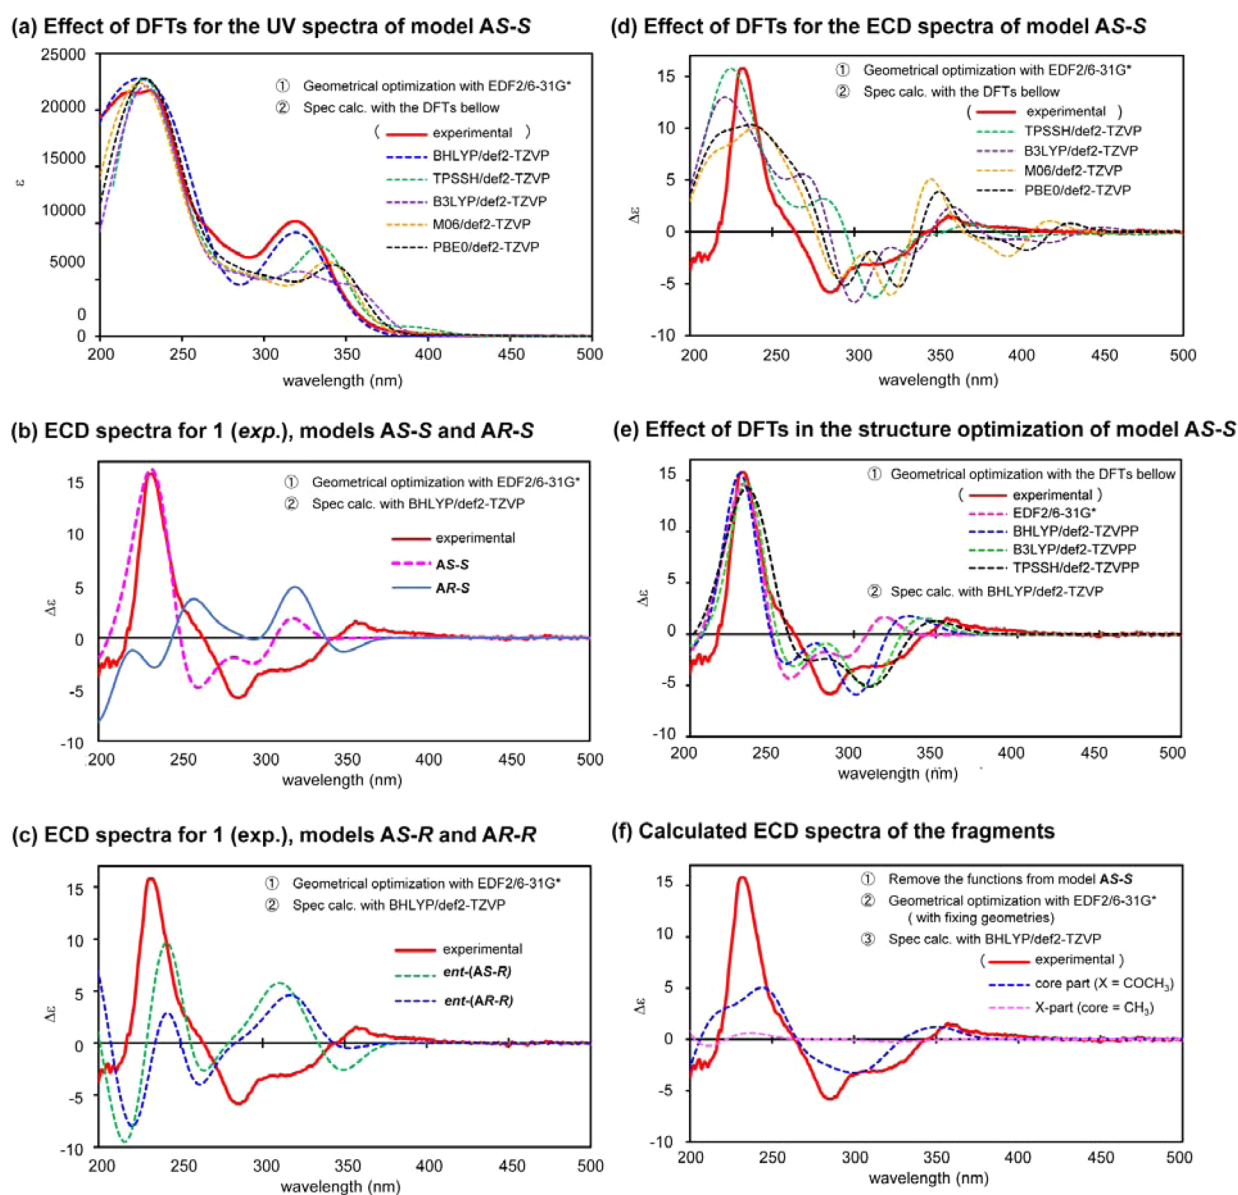 (a) Effect of DFTs for the UV spectra of model AS-S
25000
20000
15000
10000
5000
0
0
ε
① Geometrical optimization with EDF2/6-31G*
② Spec calc. with the DFTs bellow
( experimental )
BHLYP/def2-TZVP
TPSSH/def2-TZVP
B3LYP/def2-TZVP
M06/def2-TZVP
PBE0/def2-TZVP
200 250 300 350 400 450 500
wavelength (nm)
(b) ECD spectra for 1 (exp.), models AS-S and AR-S
15
10
5
0
-5
-10
Δε
① Geometrical optimization with EDF2/6-31G*
② Spec calc with BHLYP/def2-TZVP
experimental
AS-S
AR-S
200 250 300 350 400 450 500
wavelength (nm)
(c) ECD spectra for 1 (exp.), models AS-R and AR-R
15
10
5
0
-5
-10
Δε
① Geometrical optimization with EDF2/6-31G*
② Spec calc. with BHLYP/def2-TZVP
experimental
ent-(AS-R)
ent-(AR-R)
200 250 300 350 400 450 500
wavelength (nm)
(d) Effect of DFTs for the ECD spectra of model AS-S
15
10
5
0
-5
-10
Δε
① Geometrical optimization with EDF2/6-31G*
② Spec calc. with the DFTs bellow
( experimental )
TPSSH/def2-TZVP
B3LYP/def2-TZVP
M06/def2-TZVP
PBE0/def2-TZVP
200 250 300 350 400 450 500
wavelength (nm)
(e) Effect of DFTs in the structure optimization of model AS-S
15
10
5
0
-5
-10
Δε
① Geometrical optimization with the DFTs bellow
( experimental )
EDF2/6-31G*
BHLYP/def2-TZVPP
B3LYP/def2-TZVPP
TPSSH/def2-TZVPP
② Spec calc. with BHLYP/def2-TZVP
200 250 300 350 400 450 500
wavelength (nm)
(f) Calculated ECD spectra of the fragments
15
10
5
0
-5
-10
Δε
① Remove the functions from model AS-S
② Geometrical optimization with EDF2/6-31G*
( with fixing geometries)
③ Spec calc. with BHLYP/def2-TZVP
( experimental )
core part (X = COCH₃)
X-part (core = CH₃)
200 250 300 350 400 450 500
wavelength (nm)